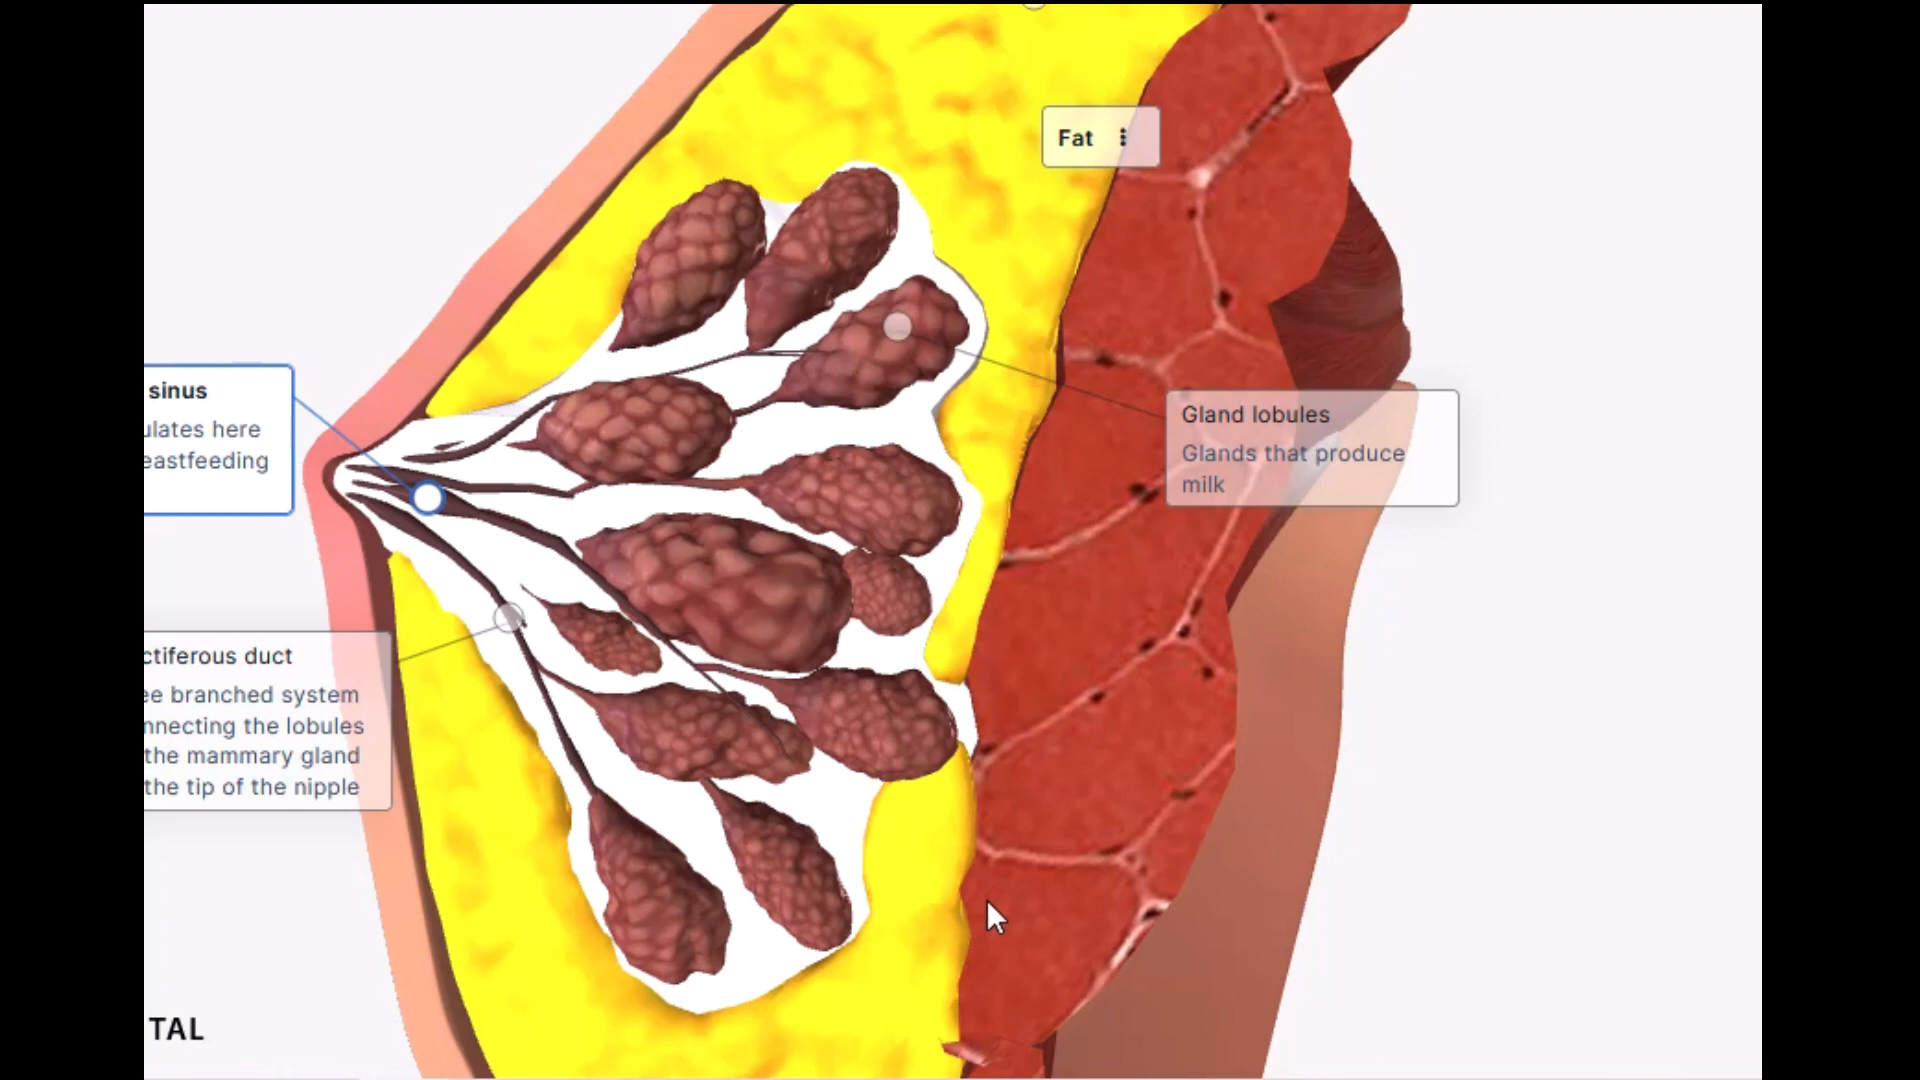 Fat
sinus
ulates here
eastfeeding
Gland lobules
Glands that produce
milk
ctiferous duct
ee branched system
nnecting the lobules
the mammary gland
the tip of the nipple
TAL